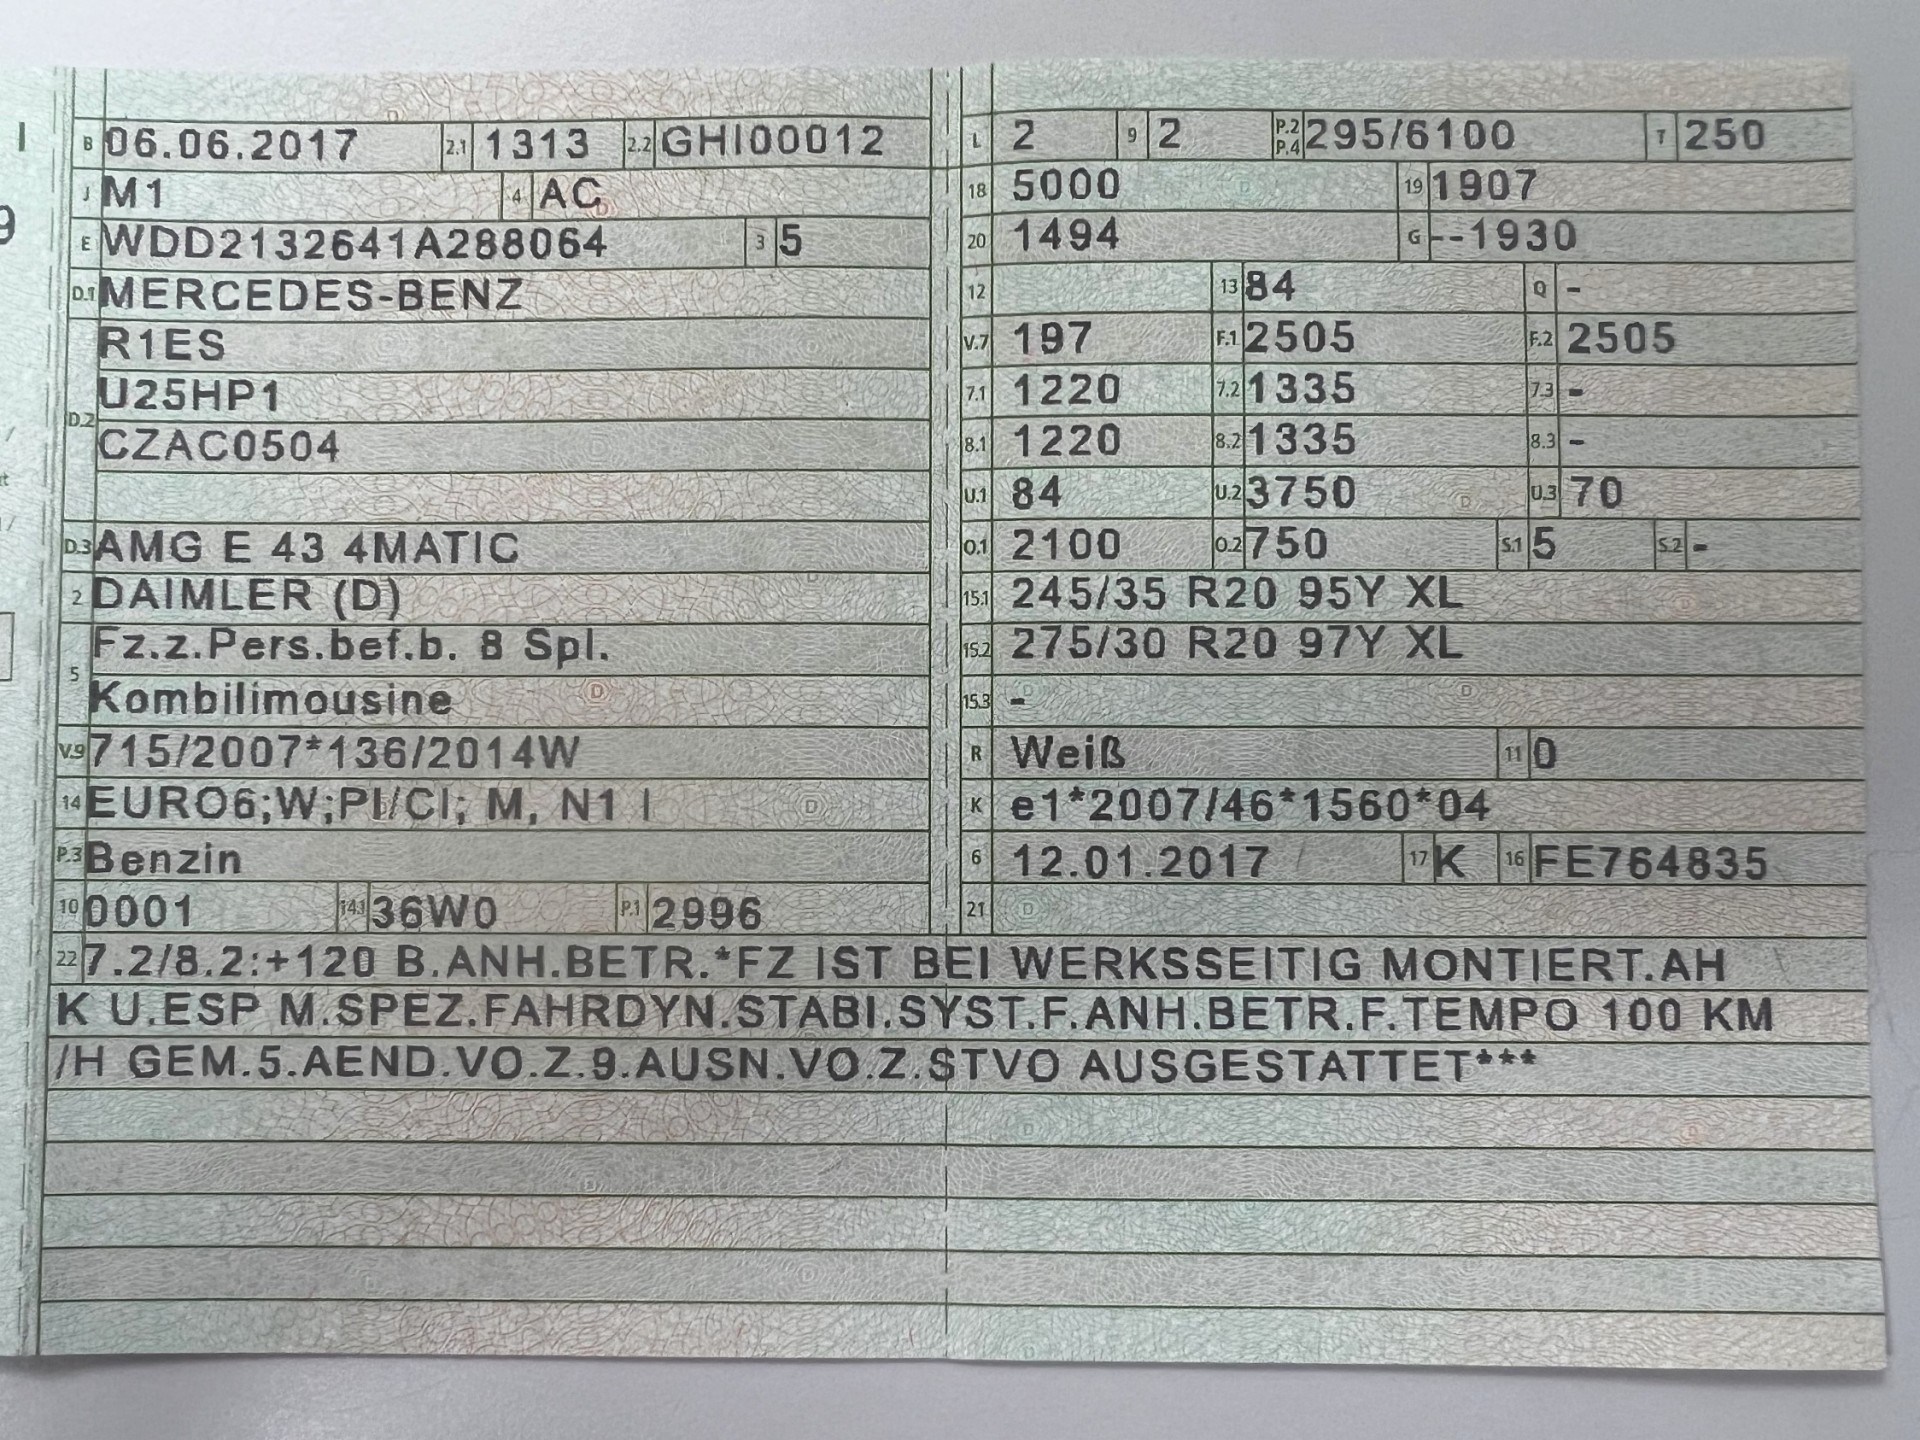 B 06.06.2017 2.1 1313 2.2 GHI00012
J M1 4 AC
E WDD2132641A288064 3 5
D.1 MERCEDES-BENZ
R1ES
D.2 U25HP1
CZAC0504
D.3 AMG E 43 4MATIC
2 DAIMLER (D)
5 Fz.z.Pers.bef.b. 8 Spl.
Kombilimousine
V.9 715/2007*136/2014W
14 EURO6;W;PI/CI; M, N1 I
P.3 Benzin
10 0001 14.1 36W0 P.1 2996
L 2 9 2 P.2 P.4 295/6100 T 250
18 5000 19 1907
20 1494 G --1930
12 13 84 Q -
V.7 197 F.1 2505 F.2 2505
7.1 1220 7.2 1335 7.3 -
8.1 1220 8.2 1335 8.3 -
U.1 84 U.2 3750 U.3 70
O.1 2100 O.2 750 S.1 5 S.2 -
15.1 245/35 R20 95Y XL
15.2 275/30 R20 97Y XL
15.3 -
R Weiß 11 0
K e1*2007/46*1560*04
6 12.01.2017 17 K 16 FE764835
21
22 7.2/8.2:+120 B.ANH.BETR.*FZ IST BEI WERKSSEITIG MONTIERT.AH
K U.ESP M.SPEZ.FAHRDYN.STABI.SYST.F.ANH.BETR.F.TEMPO 100 KM
/H GEM.5.AEND.VO.Z.9.AUSN.VO.Z.STVO AUSGESTATTET***